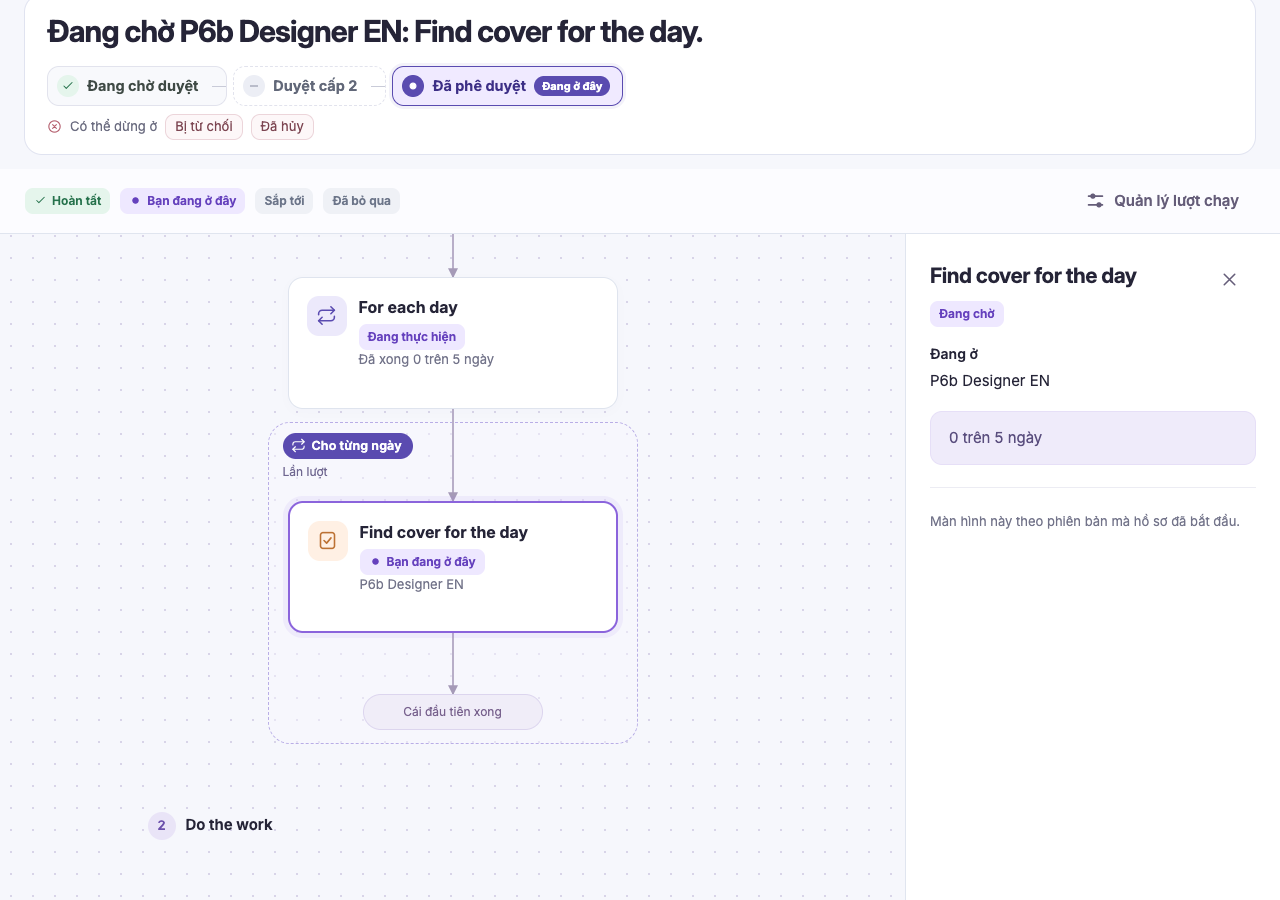 Đang chờ P6b Designer EN: Find cover for the day.
Đang chờ duyệt
Duyệt cấp 2
Đã phê duyệt
Đang ở đây
Có thể dừng ở
Bị từ chối
Đã hủy
Hoàn tất
Bạn đang ở đây
Sắp tới
Đã bỏ qua
Quản lý lượt chạy
For each day
Đang thực hiện
Đã xong 0 trên 5 ngày
Cho từng ngày
Lần lượt
Find cover for the day
Bạn đang ở đây
P6b Designer EN
Cái đầu tiên xong
2
Do the work
Find cover for the day
Đang chờ
Đang ở
P6b Designer EN
0 trên 5 ngày
Màn hình này theo phiên bản mà hồ sơ đã bắt đầu.